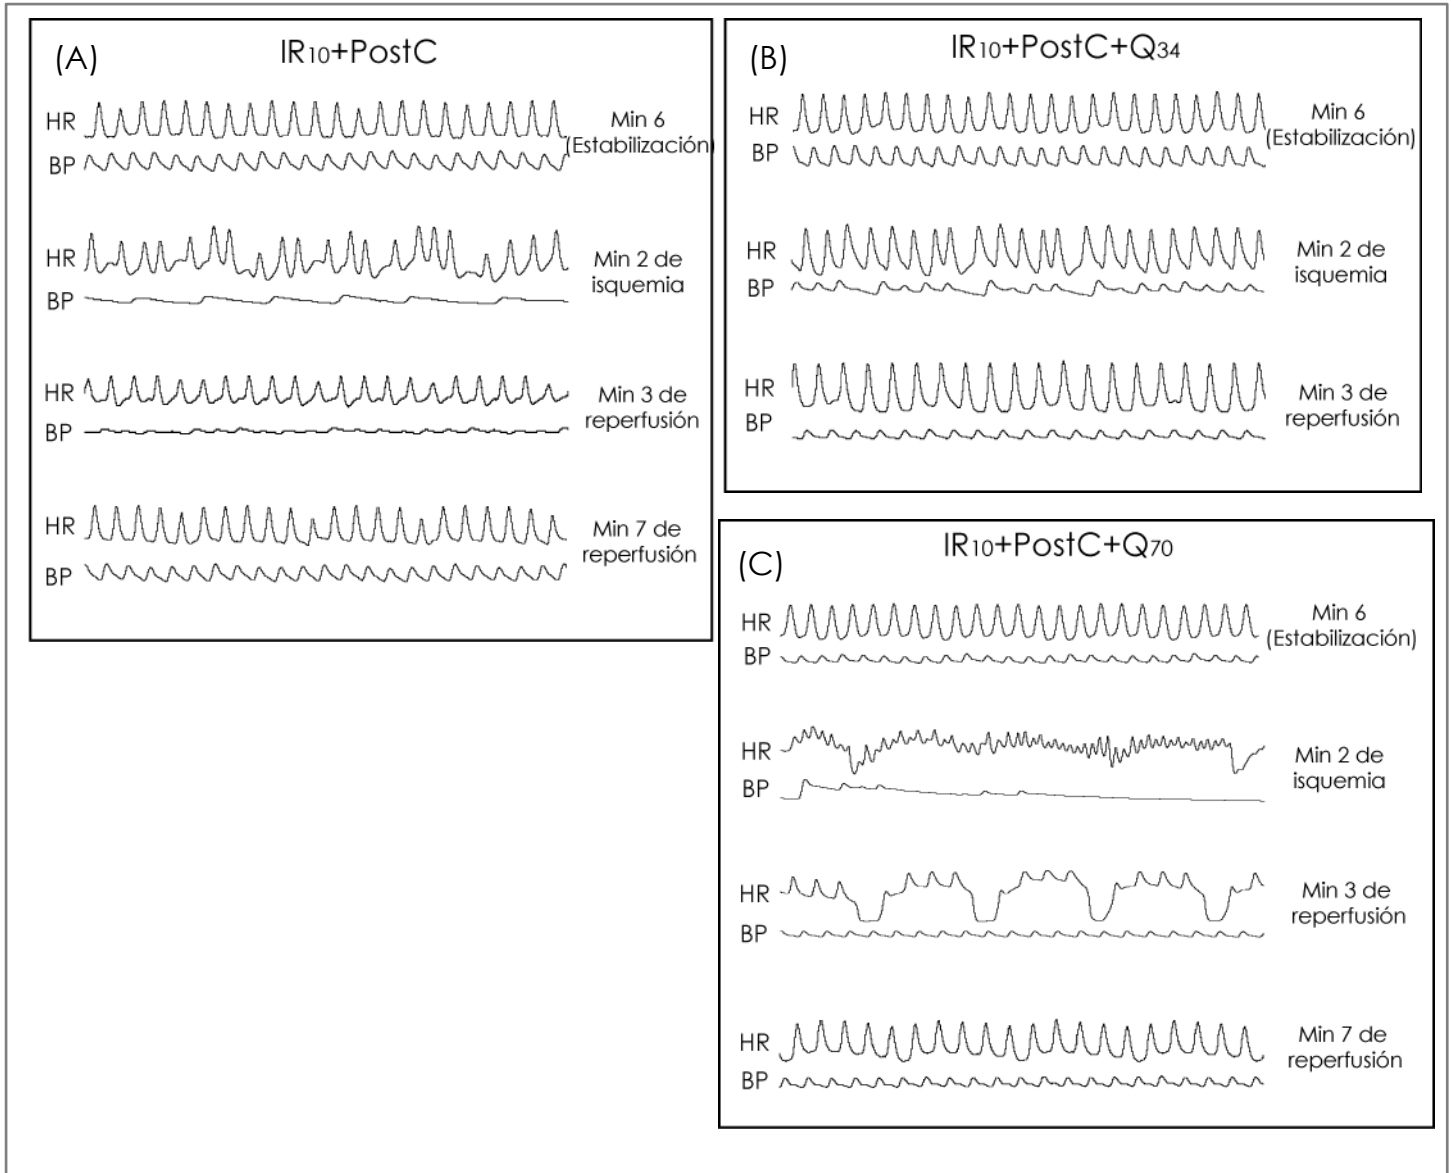 (A)
IR10+PostC
HR
BP
Min 6
(Estabilización)
HR
BP
Min 2 de
isquemia
HR
BP
Min 3 de
reperfusión
HR
BP
Min 7 de
reperfusión
(B)
IR10+PostC+Q34
HR
BP
Min 6
(Estabilización)
HR
BP
Min 2 de
isquemia
HR
BP
Min 3 de
reperfusión
(C)
IR10+PostC+Q70
HR
BP
Min 6
(Estabilización)
HR
BP
Min 2 de
isquemia
HR
BP
Min 3 de
reperfusión
HR
BP
Min 7 de
reperfusión